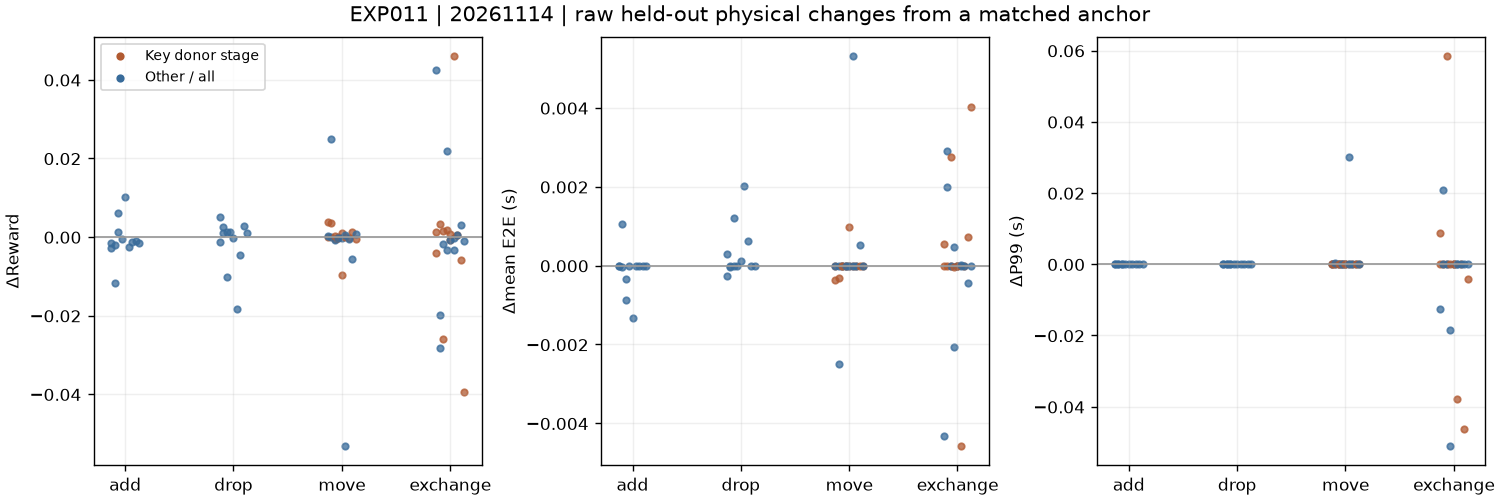 EXP011 | 20261114 | raw held-out physical changes from a matched anchor
Key donor stage
Other / all
ΔReward
0.04
0.02
0.00
−0.02
−0.04
add drop move exchange
Δmean E2E (s)
0.004
0.002
0.000
−0.002
−0.004
add drop move exchange
ΔP99 (s)
0.06
0.04
0.02
0.00
−0.02
−0.04
add drop move exchange